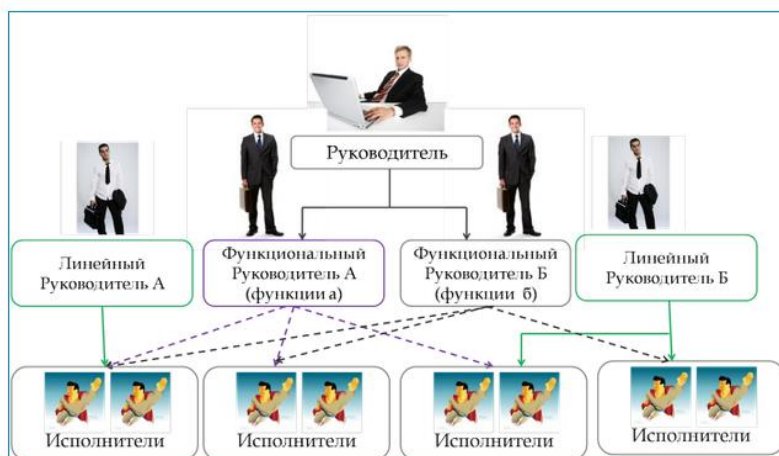 Руководитель
Линейный
Руководитель А
Функциональный
Руководитель А
(функции а)
Функциональный
Руководитель Б
(функции б)
Линейный
Руководитель Б
Исполнители
Исполнители
Исполнители
Исполнители